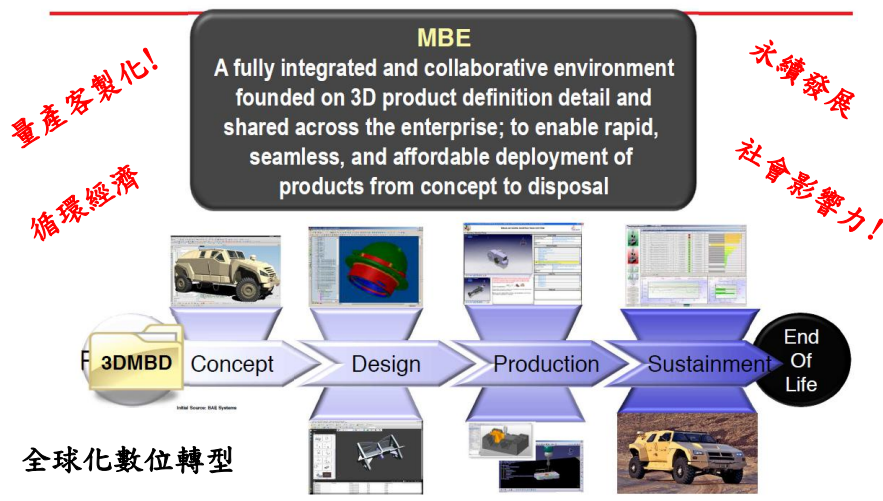 MBE
A fully integrated and collaborative environment
founded on 3D product definition detail and
shared across the enterprise; to enable rapid,
seamless, and affordable deployment of
products from concept to disposal
量產客製化!
循環經濟
永續發展
社會影響力!
3DMBD
Concept
Design
Production
Sustainment
End
Of
Life
Initial Source: BAE Systems
全球化數位轉型